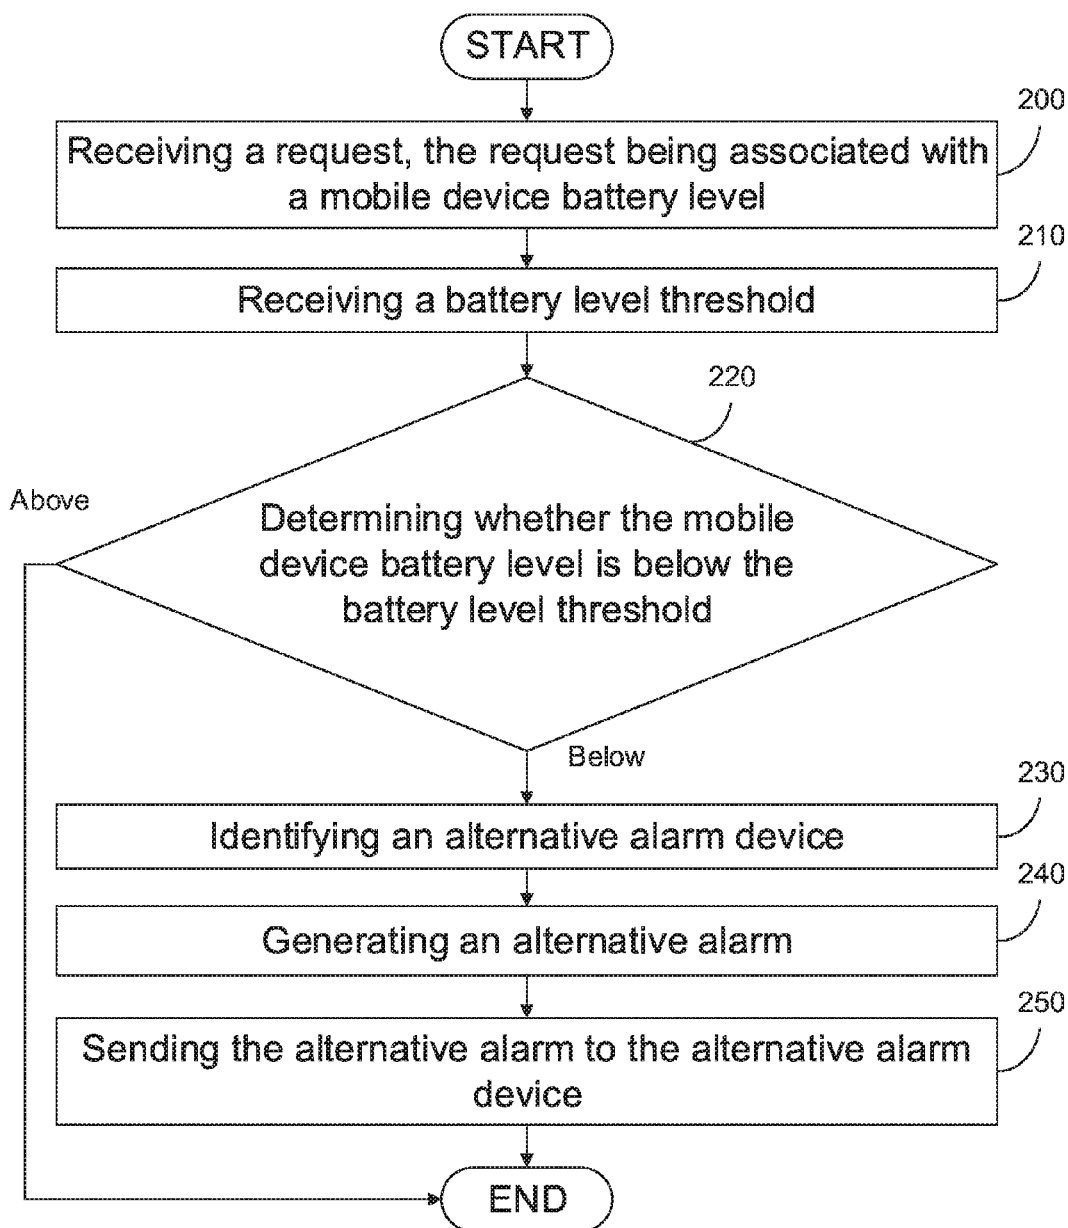 START
200
Receiving a request, the request being associated with
a mobile device battery level
210
Receiving a battery level threshold
220
Above
Determining whether the mobile
device battery level is below the
battery level threshold
Below
230
Identifying an alternative alarm device
240
Generating an alternative alarm
250
Sending the alternative alarm to the alternative alarm
device
END